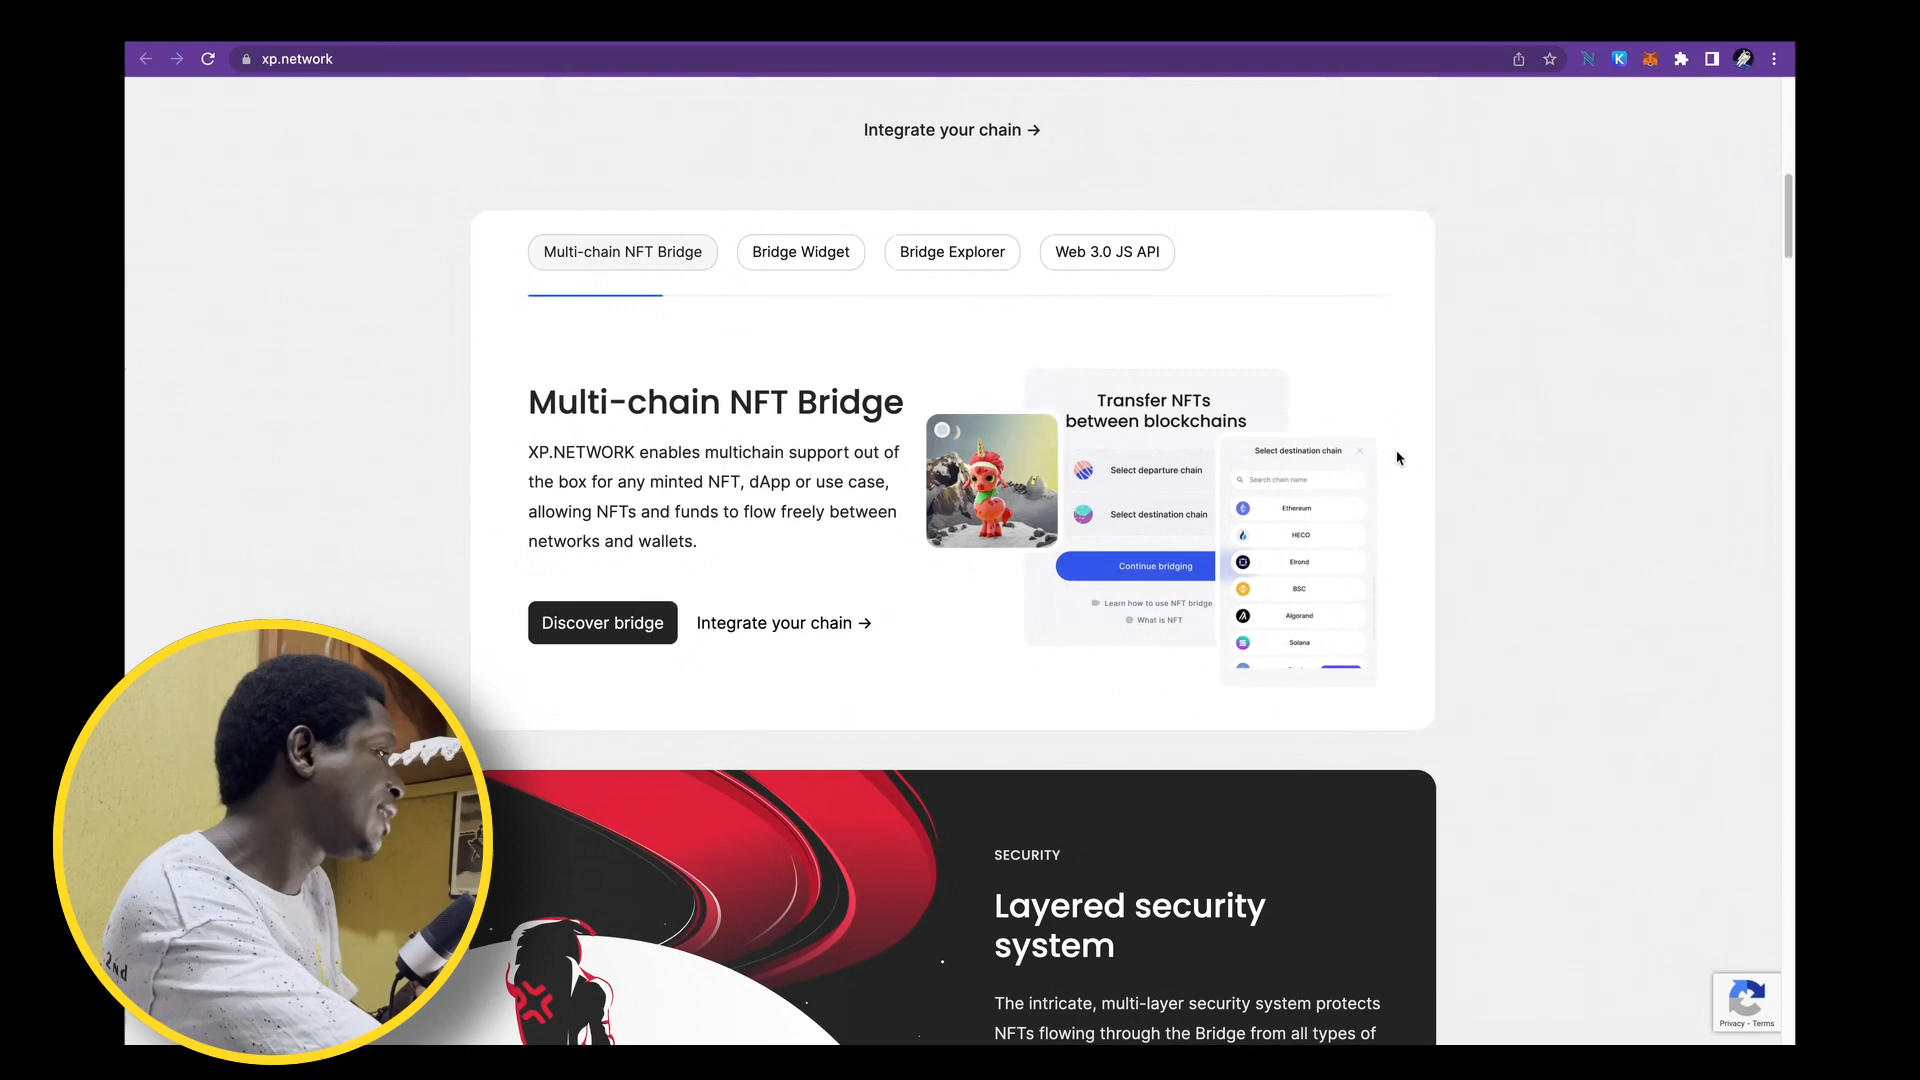 xp.network
K
Integrate your chain →
Multi-chain NFT Bridge
Bridge Widget
Bridge Explorer
Web 3.0 JS API
Multi-chain NFT Bridge
XP.NETWORK enables multichain support out of
the box for any minted NFT, dApp or use case,
allowing NFTs and funds to flow freely between
networks and wallets.
Discover bridge
Integrate your chain →
Transfer NFTs
between blockchains
Select departure chain
Select destination chain
Continue bridging
Learn how to use NFT bridge
What is NFT
Select destination chain
Search chain name
Ethereum
HECO
Elrond
BSC
Algorand
Solana
SECURITY
Layered security
system
The intricate, multi-layer security system protects
NFTs flowing through the Bridge from all types of
2nd
Privacy - Terms